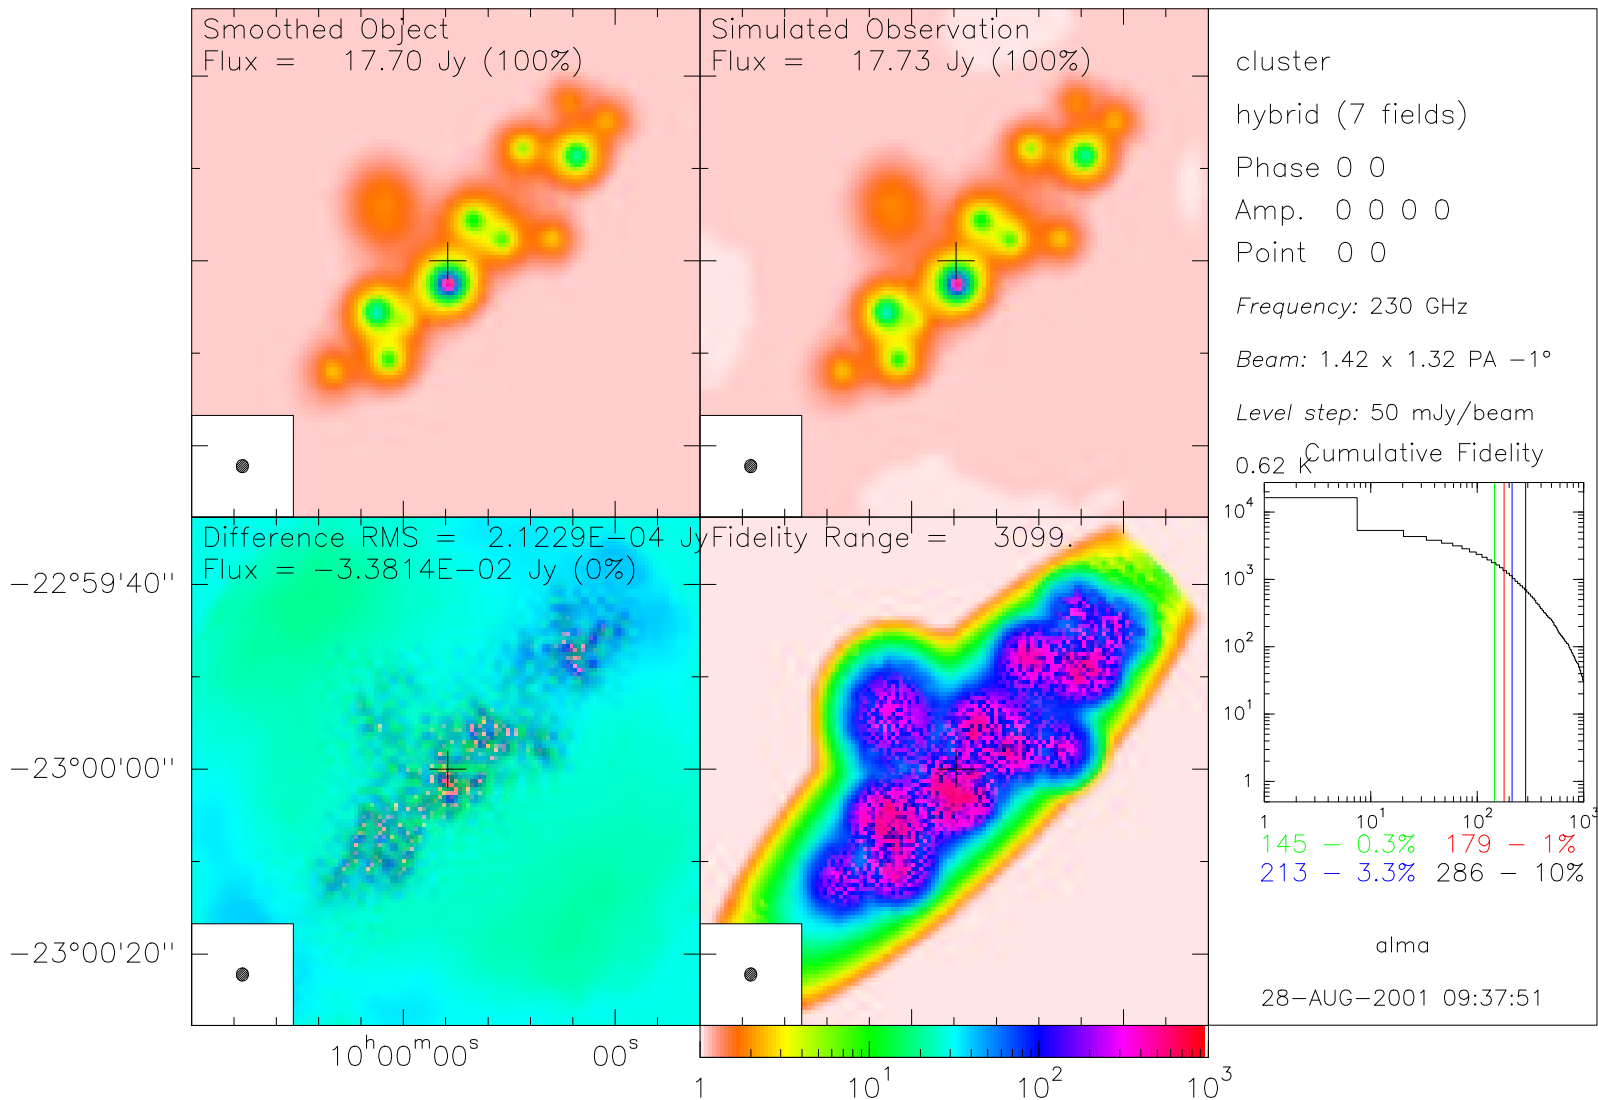 Smoothed Object
Flux = 17.70 Jy (100%)
Simulated Observation
Flux = 17.73 Jy (100%)
cluster
hybrid (7 fields)
Phase 0 0
Amp. 0 0 0 0
Point 0 0
Frequency: 230 GHz
Beam: 1.42 x 1.32 PA −1°
Level step: 50 mJy/beam
0.62 K
Cumulative Fidelity
10⁴
10³
10²
10¹
1
1 10¹ 10² 10³
145 − 0.3% 179 − 1%
213 − 3.3% 286 − 10%
alma
28−AUG−2001 09:37:51
Difference RMS = 2.1229E−04 Jy
Flux = −3.3814E−02 Jy (0%)
Fidelity Range = 3099.
−22°59'40''
−23°00'00''
−23°00'20''
10ʰ00ᵐ00ˢ 00ˢ
1 10¹ 10² 10³